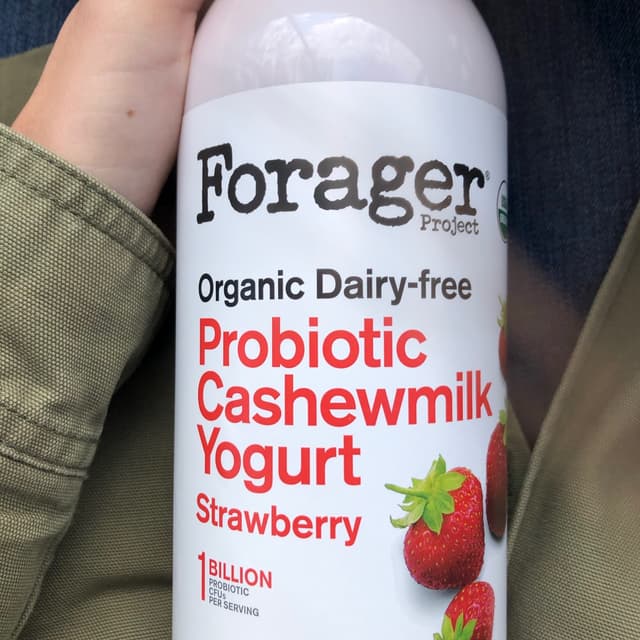 Forager®
Project
Organic Dairy-free
Probiotic
Cashewmilk
Yogurt
Strawberry
1 BILLION
PROBIOTIC
CFUs
PER SERVING